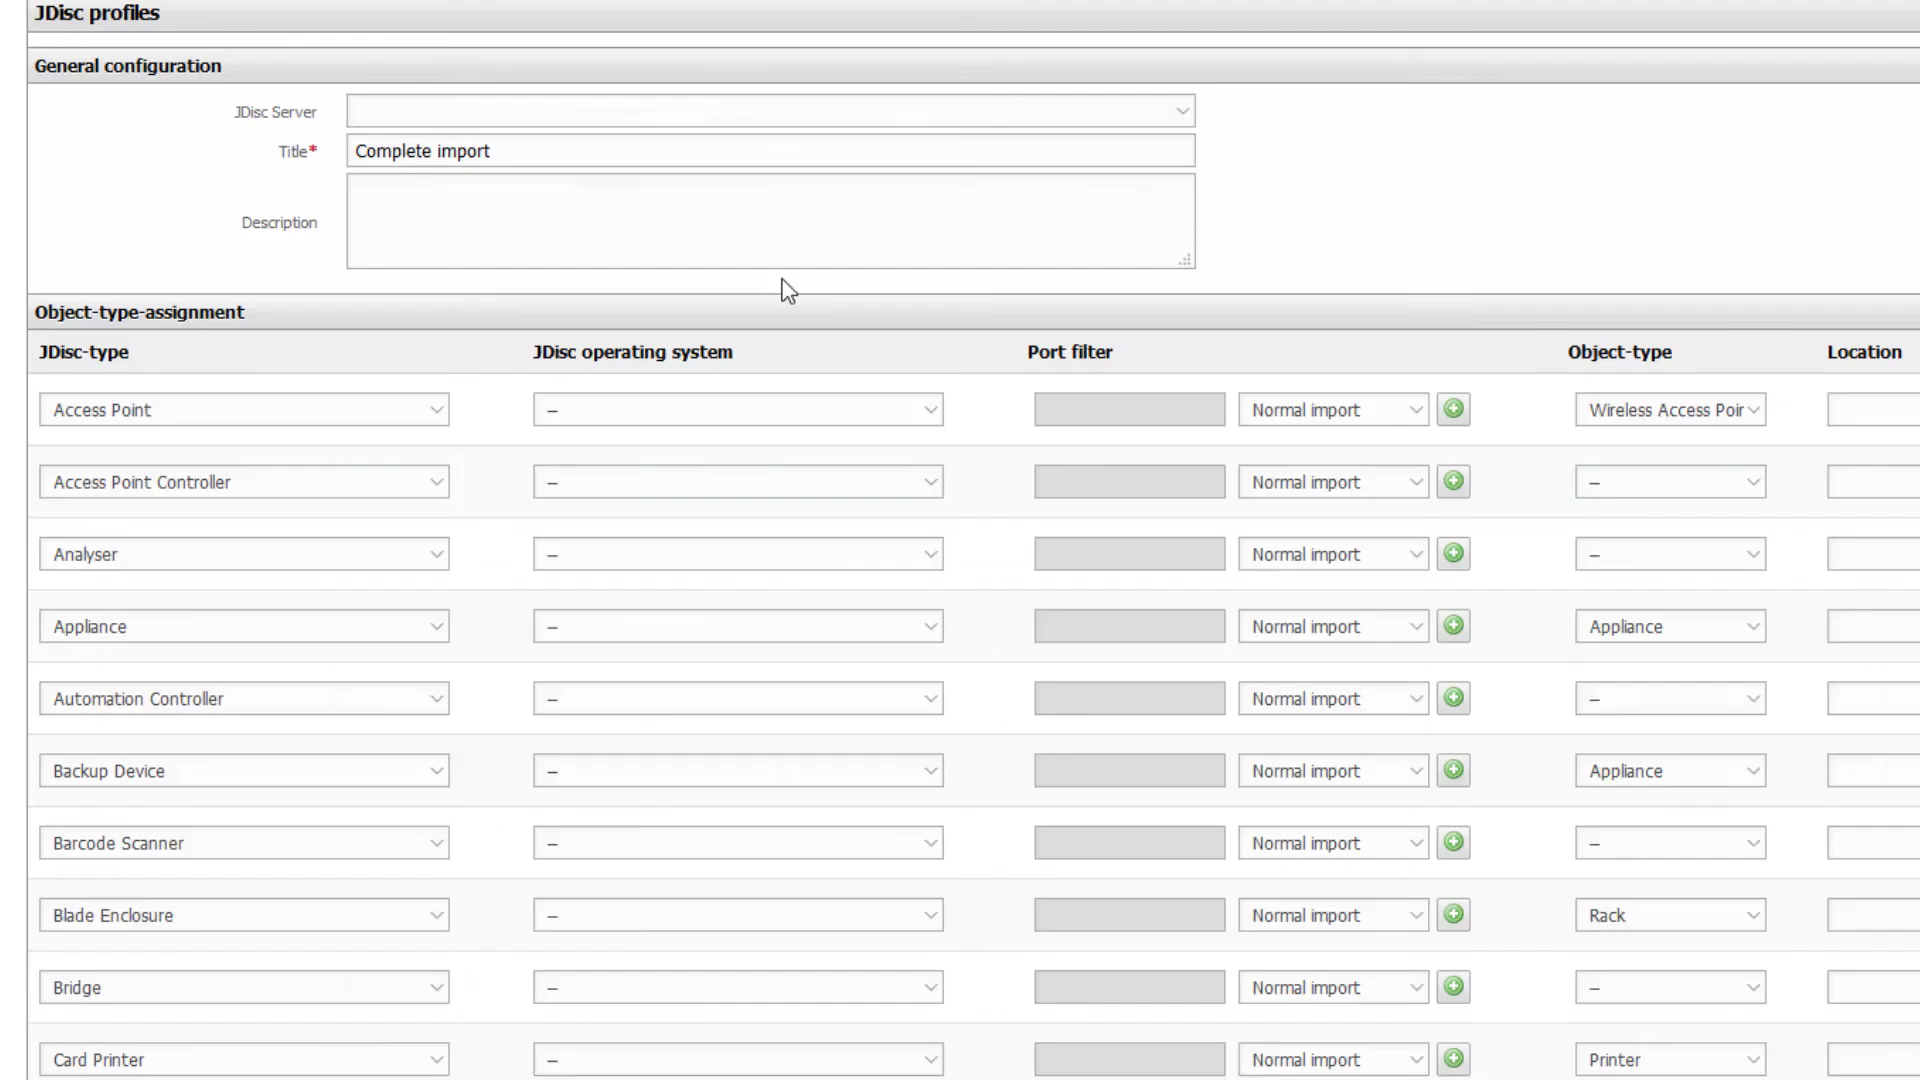 JDisc profiles
General configuration
JDisc Server
Title* Complete import
Description
Object-type-assignment
JDisc-type JDisc operating system Port filter Object-type Location
Access Point – Normal import Wireless Access Poir
Access Point Controller – Normal import –
Analyser – Normal import –
Appliance – Normal import Appliance
Automation Controller – Normal import –
Backup Device – Normal import Appliance
Barcode Scanner – Normal import –
Blade Enclosure – Normal import Rack
Bridge – Normal import –
Card Printer – Normal import Printer